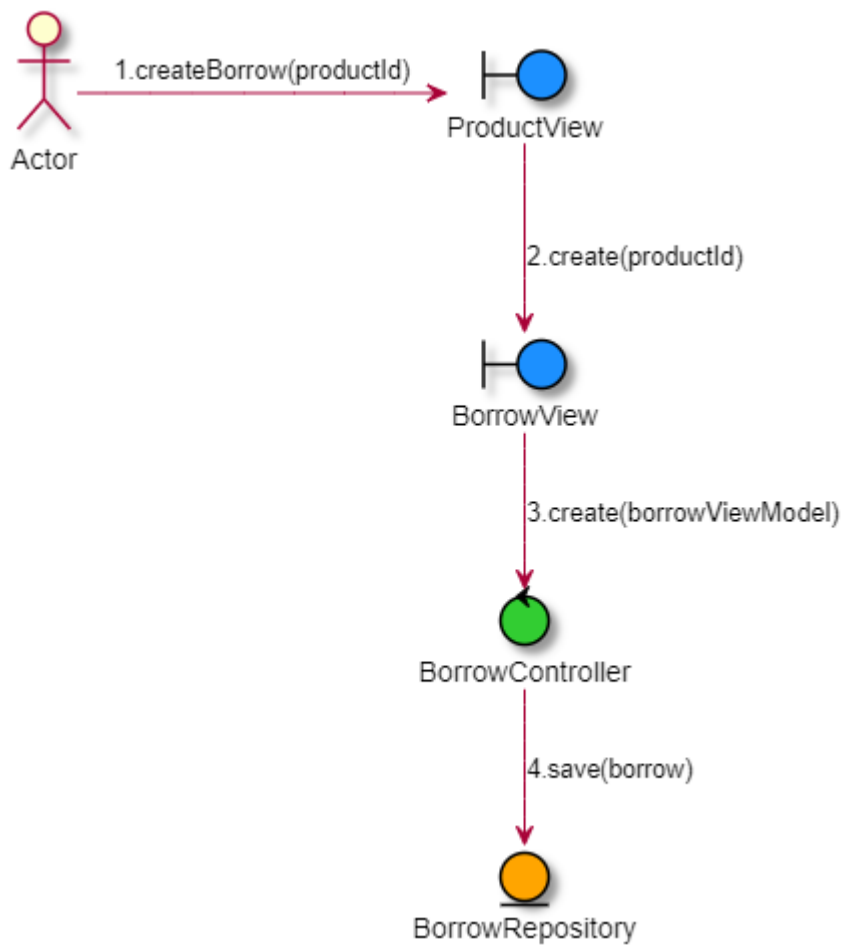 1.createBorrow(productId)
Actor
ProductView
2.create(productId)
BorrowView
3.create(borrowViewModel)
BorrowController
4.save(borrow)
BorrowRepository